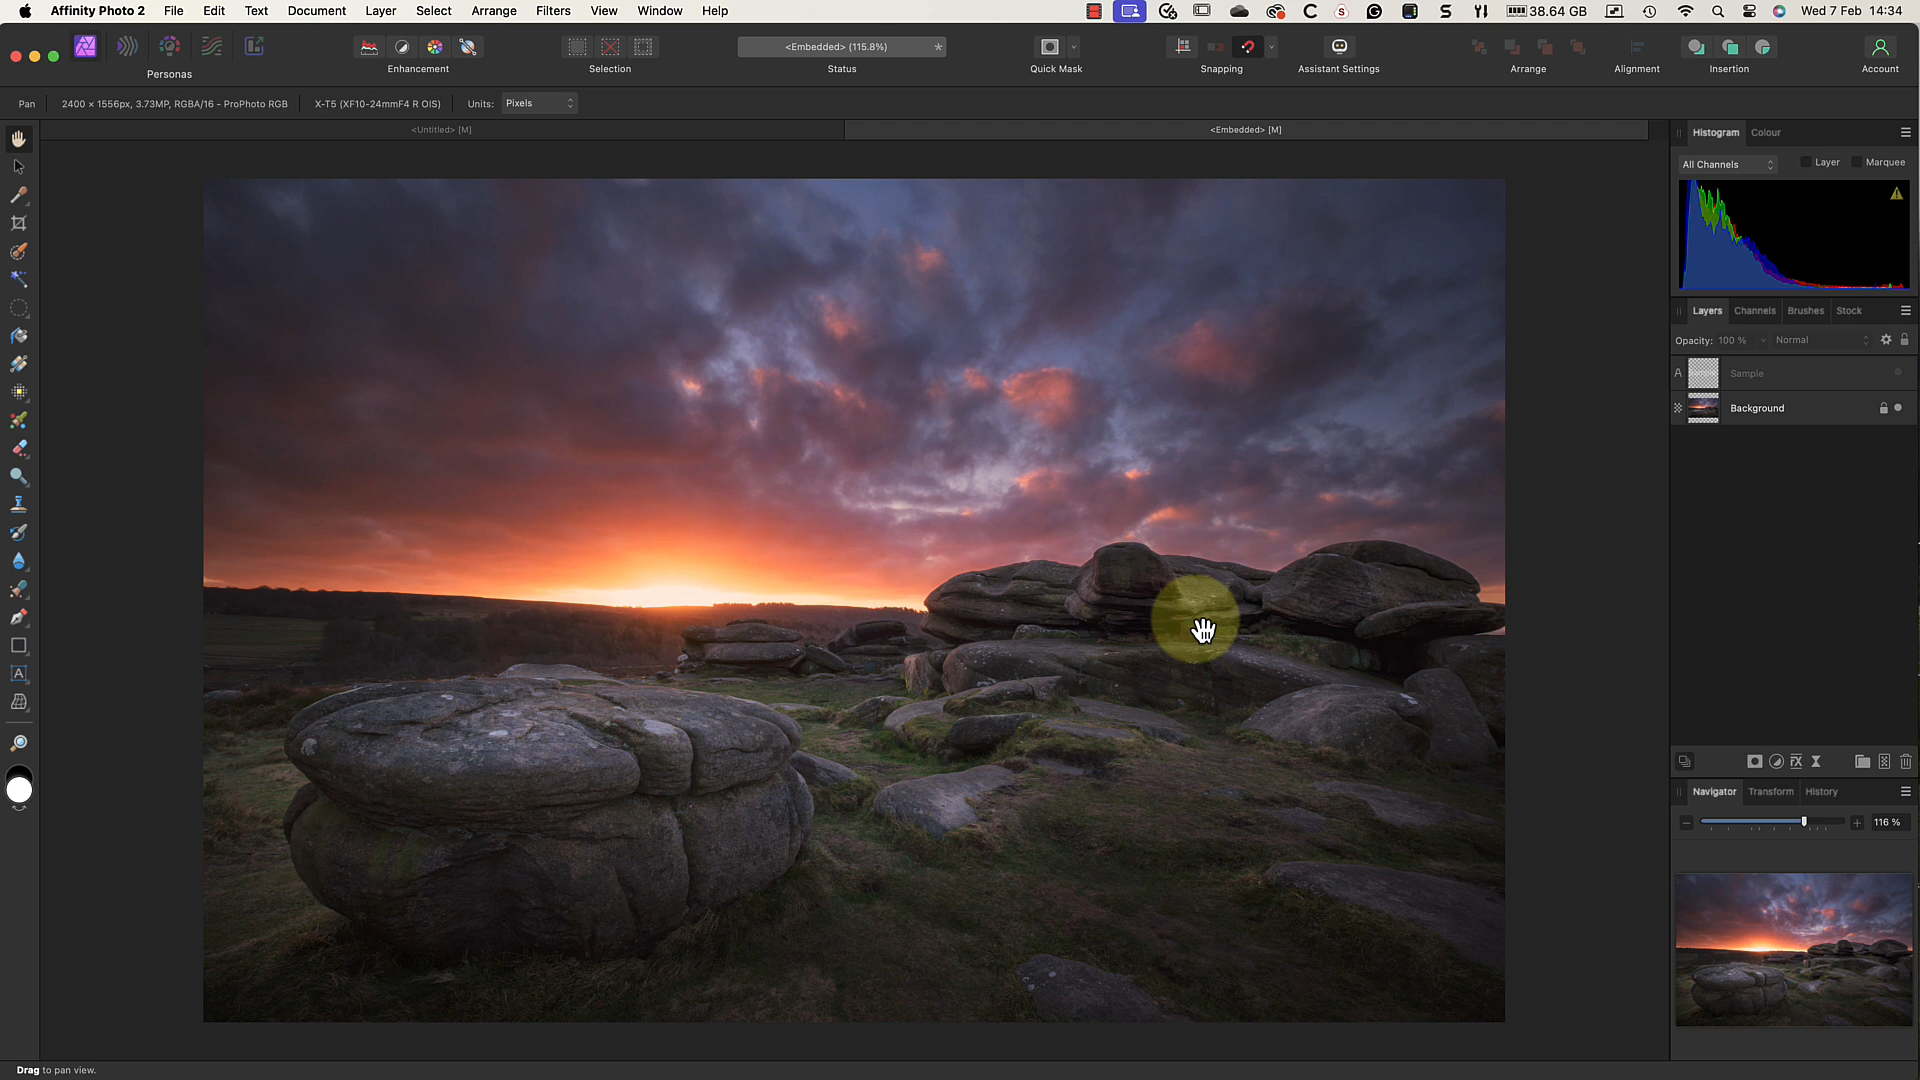 Affinity Photo 2 File Edit Text Document Layer Select Arrange Filters View Window Help 38.64 GB Wed 7 Feb 14:34
<Embedded> (115.8%) *
Personas Enhancement Selection Status Quick Mask Snapping Assistant Settings Arrange Alignment Insertion Account
Pan 2400 × 1556px, 3.73MP, RGBA/16 - ProPhoto RGB X-T5 (XF10-24mmF4 R OIS) Units: Pixels
<Untitled> [M] <Embedded> [M]
Histogram Colour
All Channels Layer Marquee
Layers Channels Brushes Stock
Opacity: 100 % Normal
A Sample
Background
Navigator Transform History
116 %
Drag to pan view.